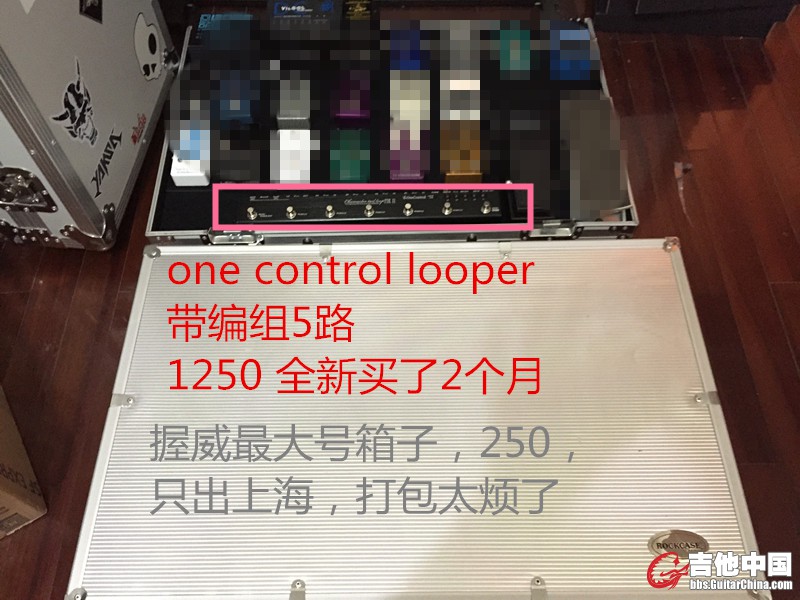 one control looper
带编组5路
1250 全新买了2个月
握威最大号箱子，250，
只出上海，打包太烦了
ROCKCASE
吉他中国
bbs.GuitarChina.com